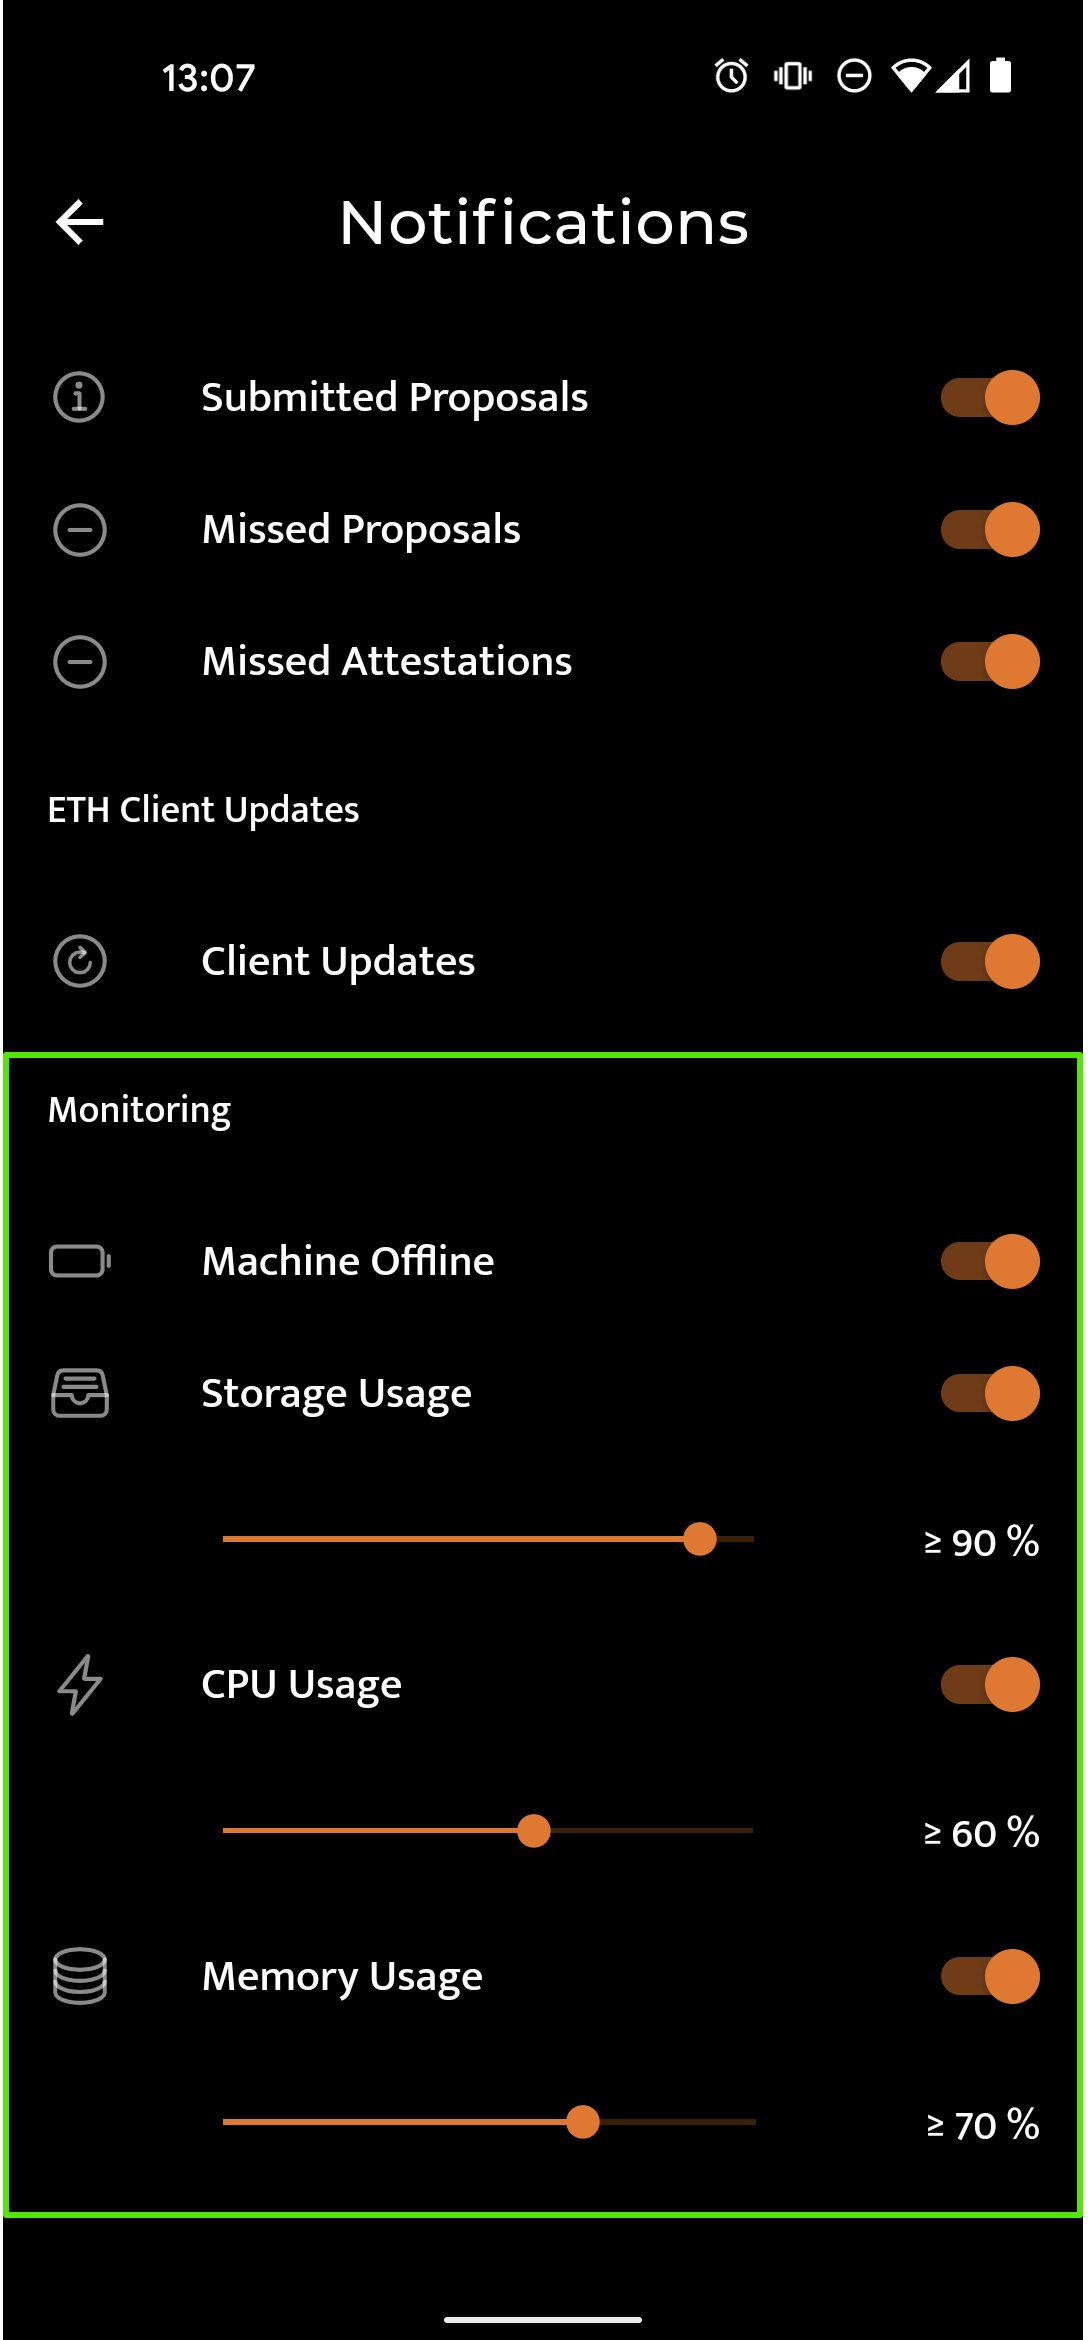 13:07
Notifications
Submitted Proposals
Missed Proposals
Missed Attestations
ETH Client Updates
Client Updates
Monitoring
Machine Offline
Storage Usage
≥ 90 %
CPU Usage
≥ 60 %
Memory Usage
≥ 70 %